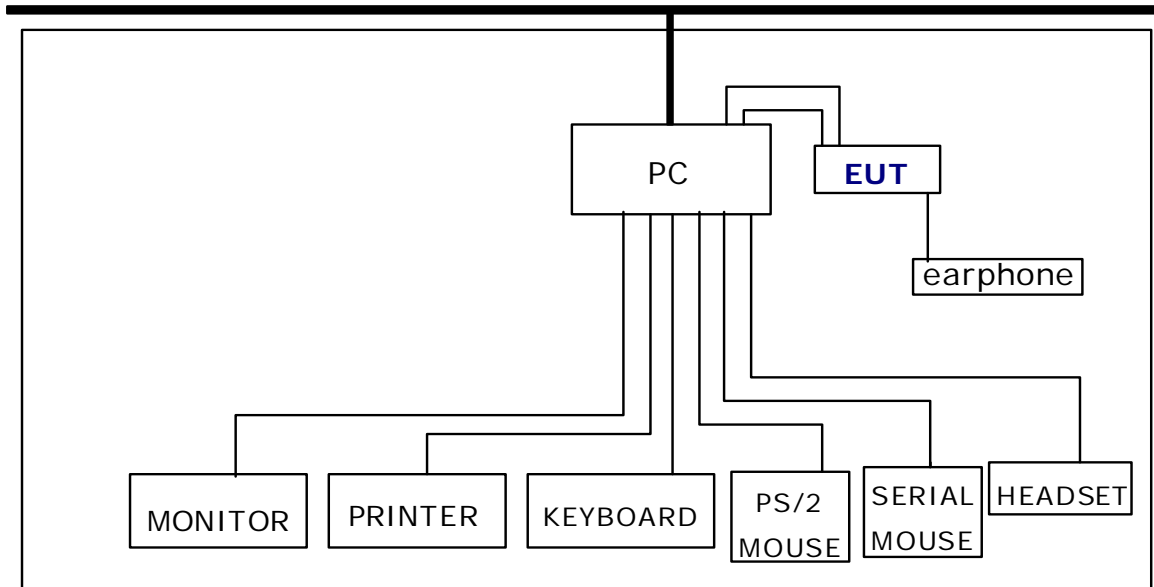 PC
EUT
earphone
MONITOR
PRINTER
KEYBOARD
PS/2
MOUSE
SERIAL
MOUSE
HEADSET